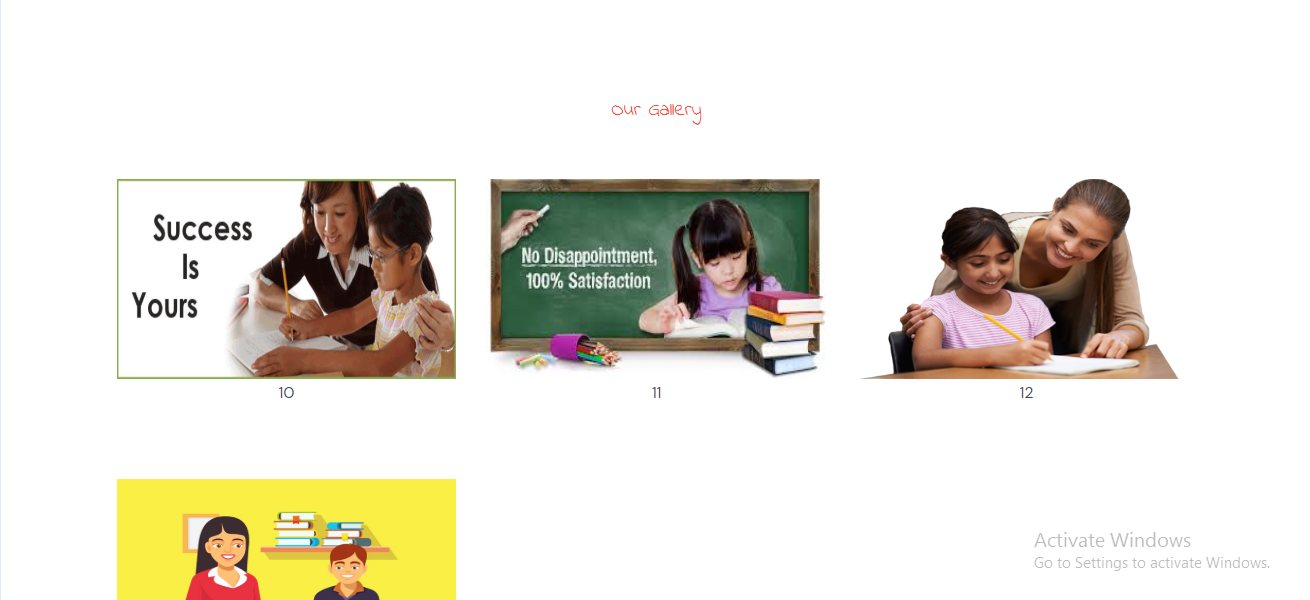 Our Gallery
Success
Is
Yours
No Disappointment,
100% Satisfaction
10
11
12
Activate Windows
Go to Settings to activate Windows.